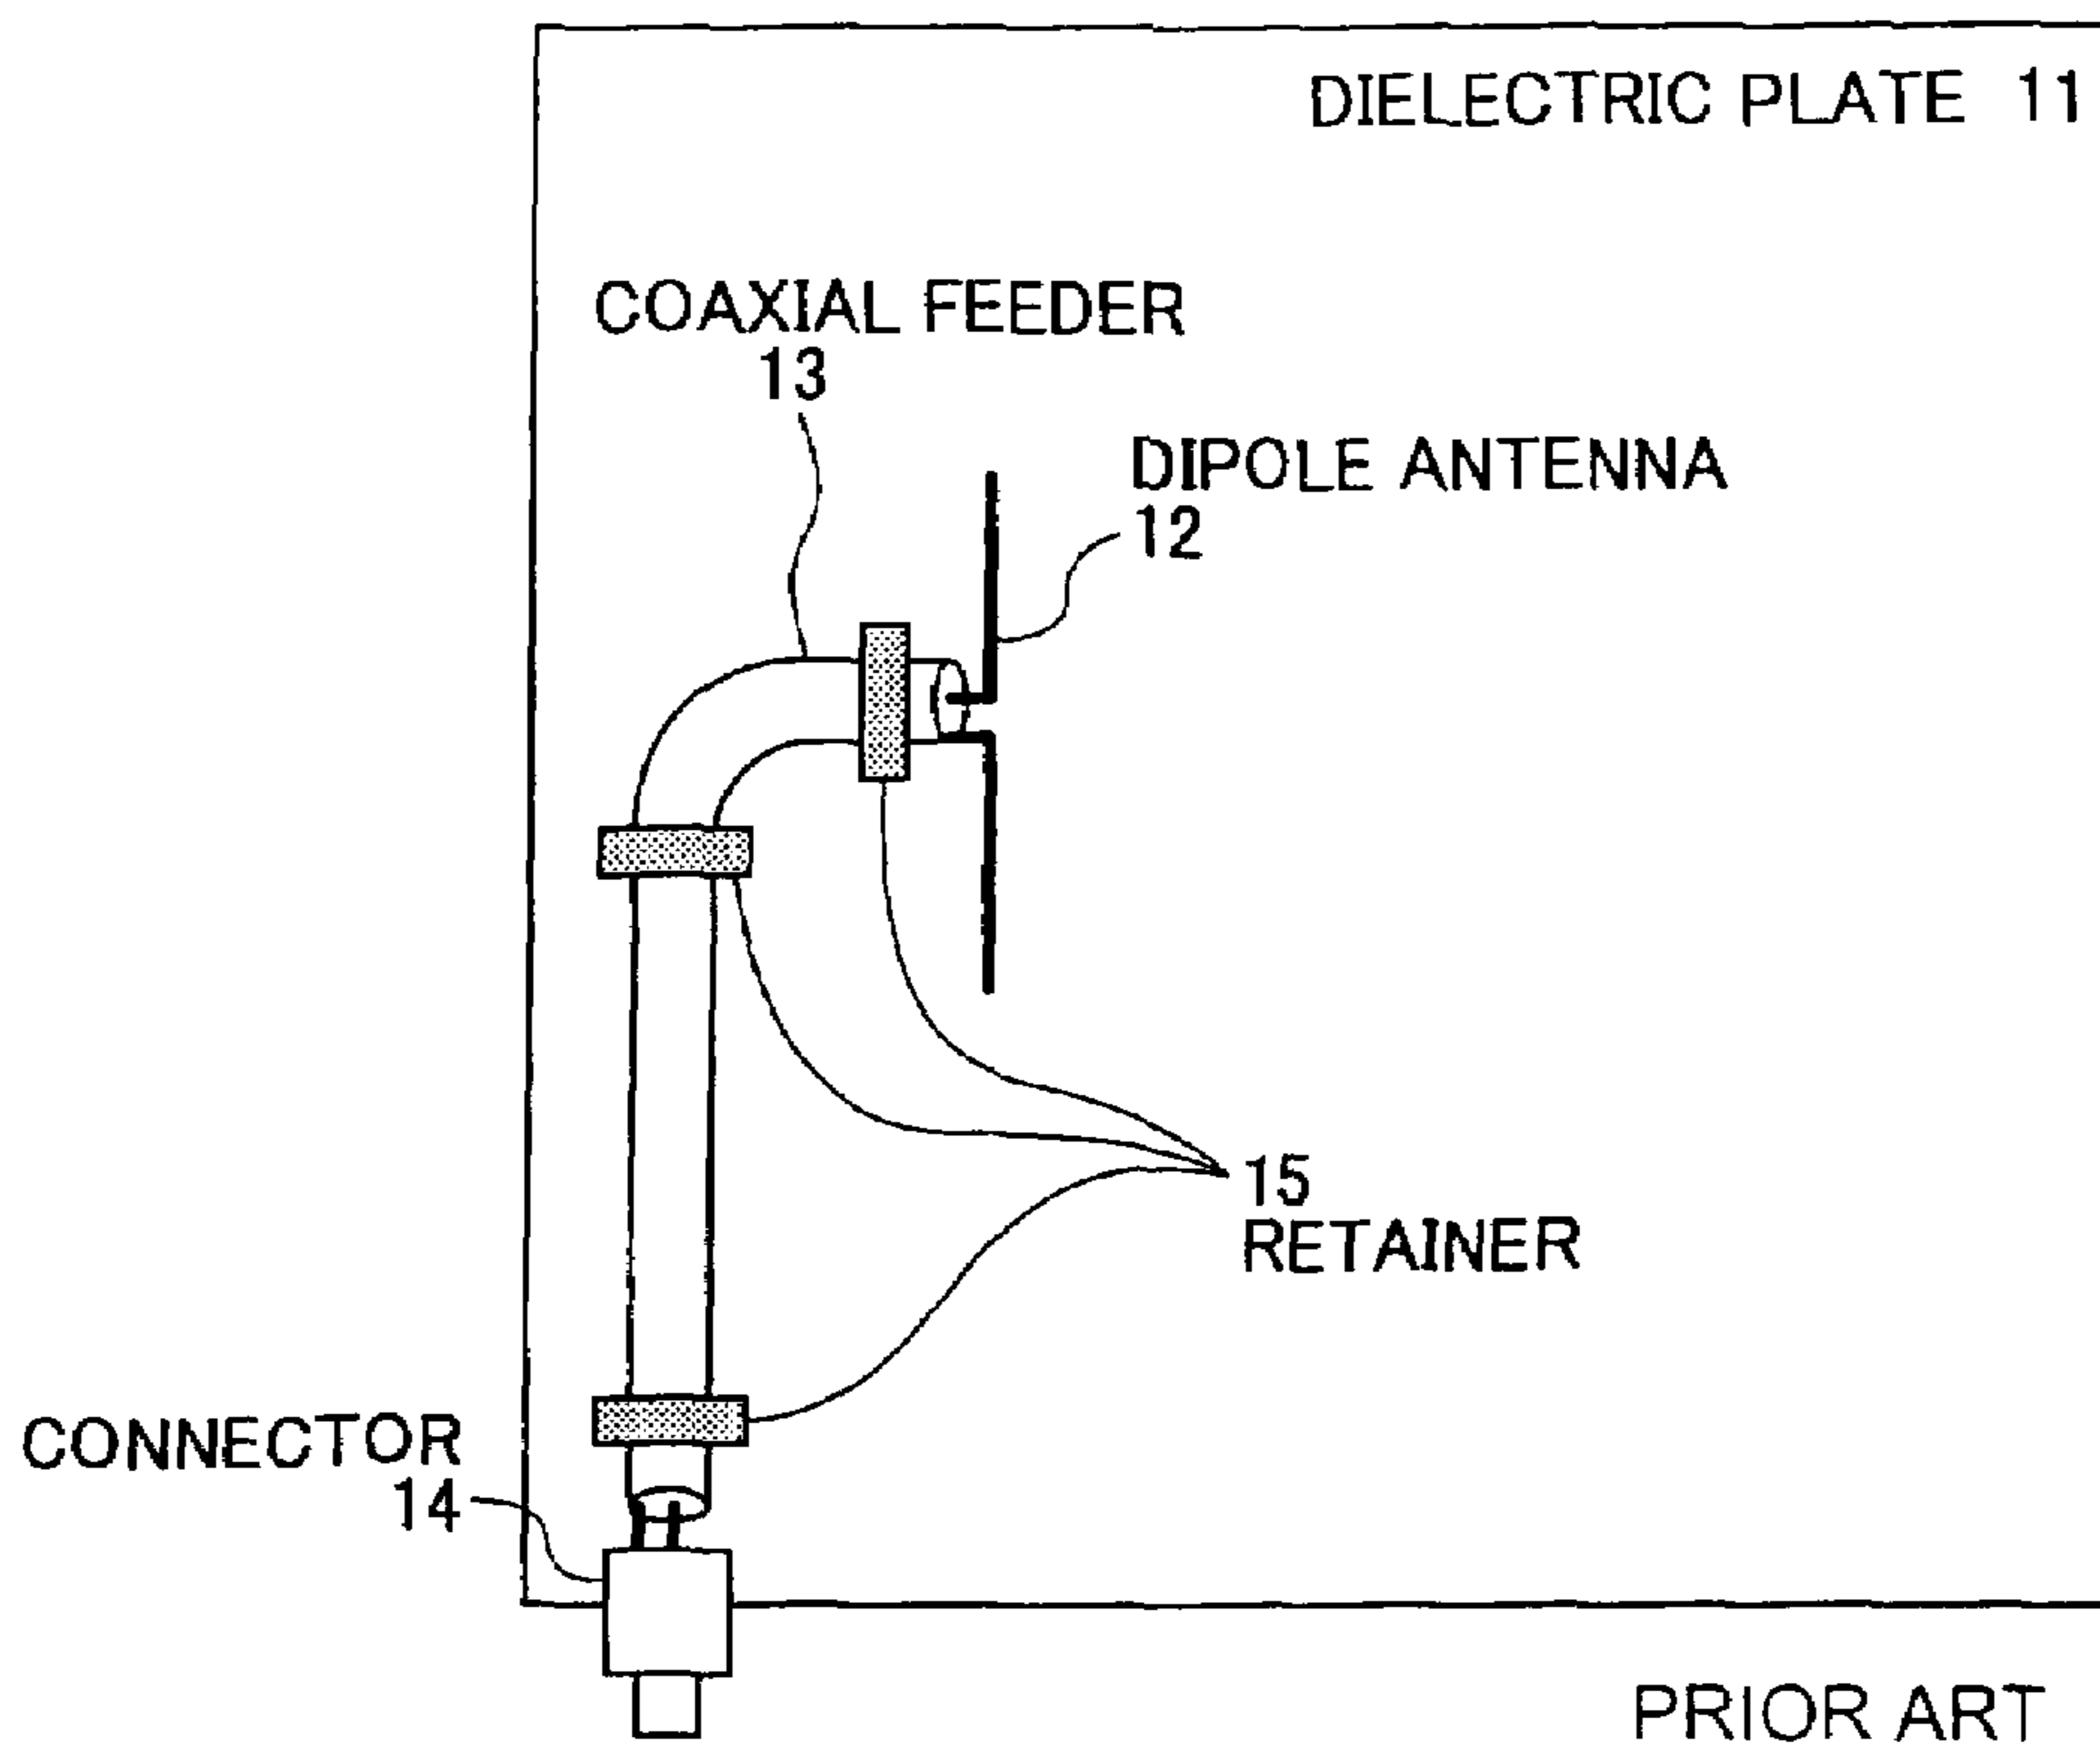 DIELECTRIC PLATE 11
COAXIAL FEEDER
13
DIPOLE ANTENNA
12
15
RETAINER
CONNECTOR
14
PRIOR ART